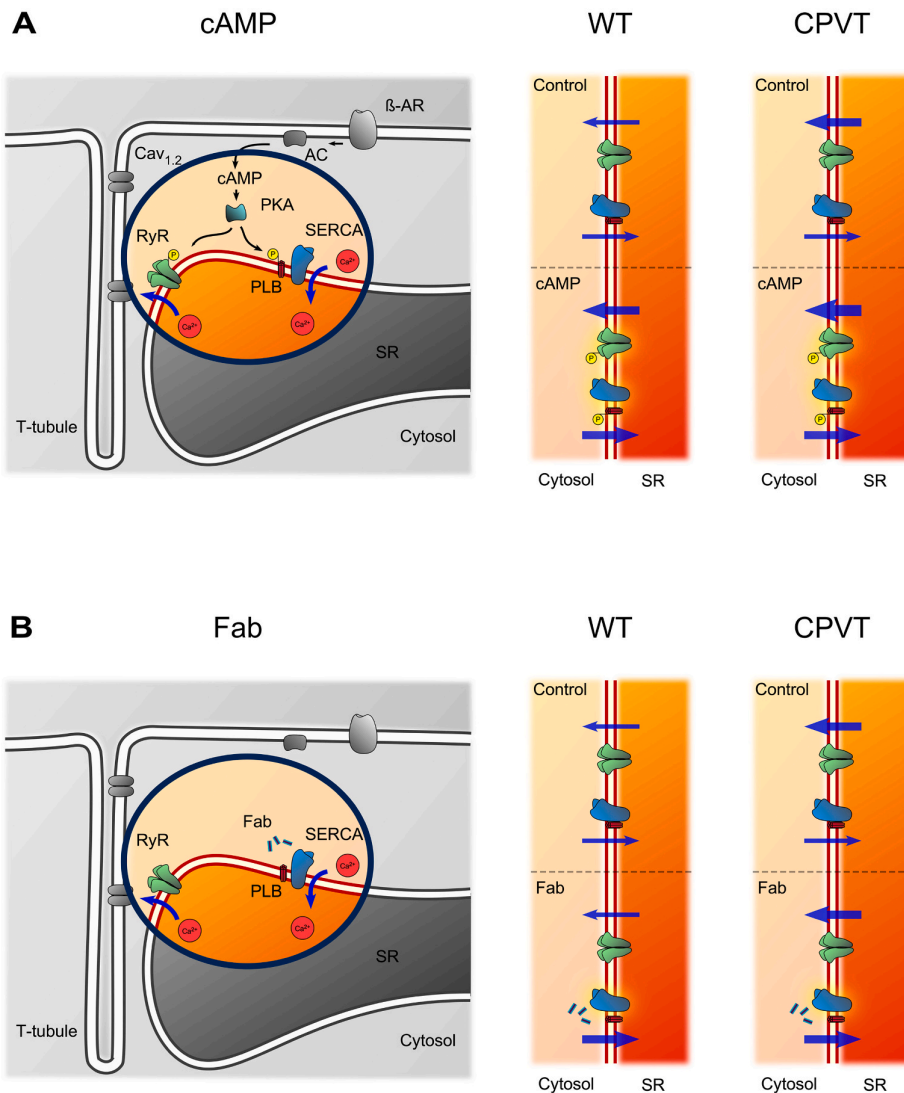 A
cAMP
WT
CPVT
ß-AR
AC
Cav1.2
cAMP
PKA
RyR
P
P
SERCA
Ca2+
PLB
Ca2+
Ca2+
SR
T-tubule
Cytosol
Control
cAMP
P
P
Cytosol SR
Control
cAMP
P
P
Cytosol SR
B
Fab
WT
CPVT
Fab
SERCA
RyR
Ca2+
PLB
Ca2+
Ca2+
SR
T-tubule
Cytosol
Control
Fab
Cytosol SR
Control
Fab
Cytosol SR